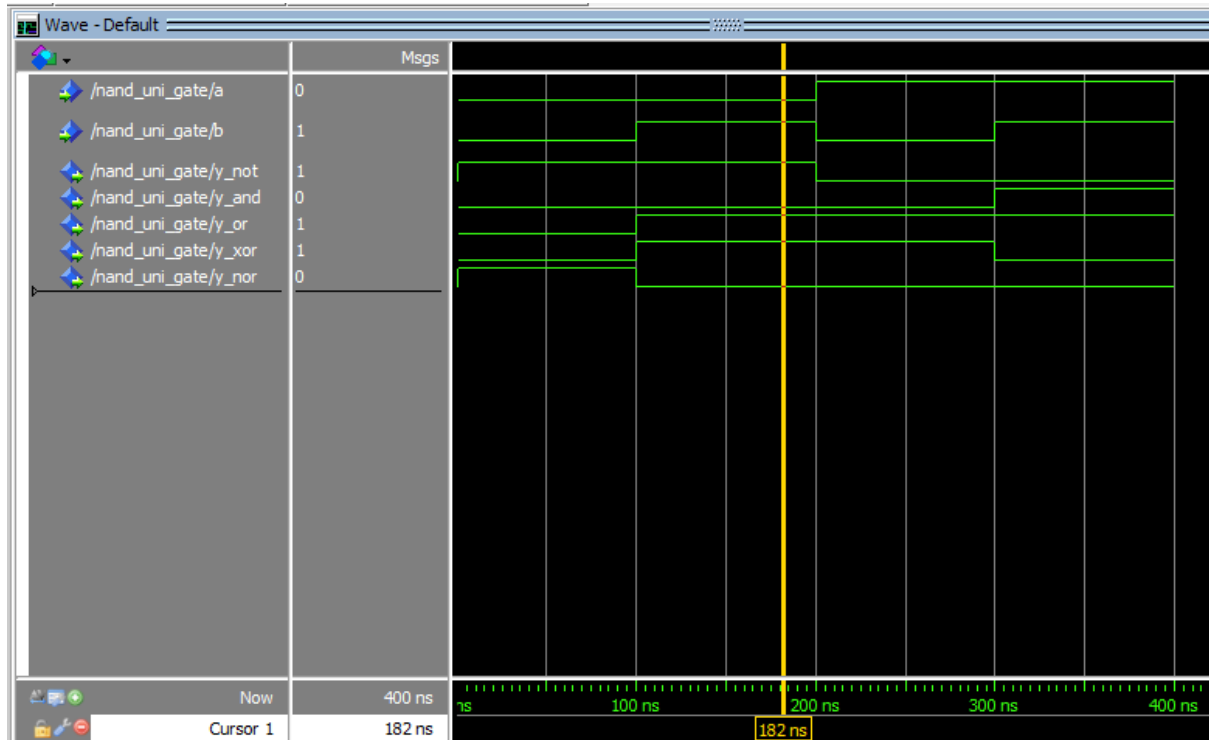 Wave - Default
Msgs
/nand_uni_gate/a 0
/nand_uni_gate/b 1
/nand_uni_gate/y_not 1
/nand_uni_gate/y_and 0
/nand_uni_gate/y_or 1
/nand_uni_gate/y_xor 1
/nand_uni_gate/y_nor 0
Now 400 ns ns 100 ns 200 ns 300 ns 400 ns
Cursor 1 182 ns 182 ns